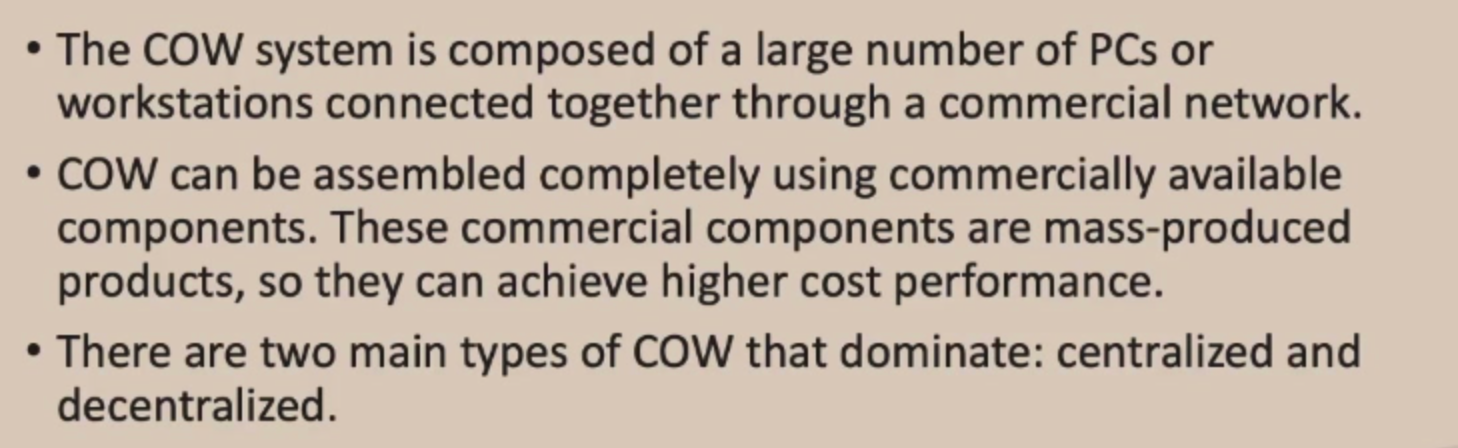 • The COW system is composed of a large number of PCs or
workstations connected together through a commercial network.
• COW can be assembled completely using commercially available
components. These commercial components are mass-produced
products, so they can achieve higher cost performance.
• There are two main types of COW that dominate: centralized and
decentralized.